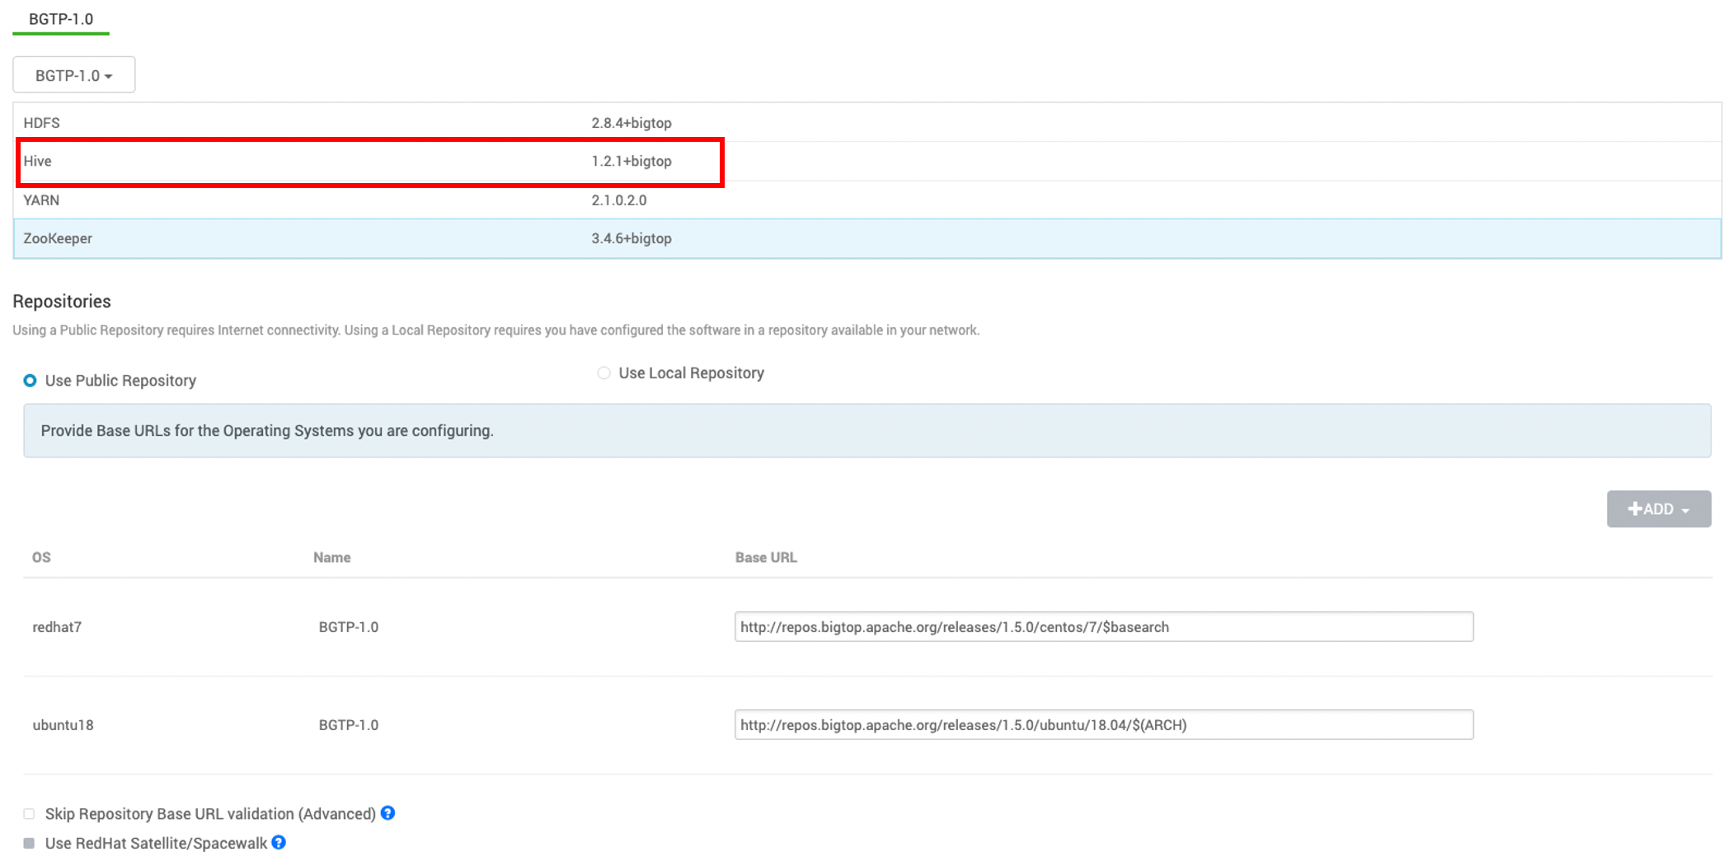 BGTP-1.0
BGTP-1.0
HDFS 2.8.4+bigtop
Hive 1.2.1+bigtop
YARN 2.1.0.2.0
ZooKeeper 3.4.6+bigtop
Repositories
Using a Public Repository requires Internet connectivity. Using a Local Repository requires you have configured the software in a repository available in your network.
Use Public Repository Use Local Repository
Provide Base URLs for the Operating Systems you are configuring.
+ADD
OS Name Base URL
redhat7 BGTP-1.0 http://repos.bigtop.apache.org/releases/1.5.0/centos/7/$basearch
ubuntu18 BGTP-1.0 http://repos.bigtop.apache.org/releases/1.5.0/ubuntu/18.04/$(ARCH)
Skip Repository Base URL validation (Advanced) ?
Use RedHat Satellite/Spacewalk ?